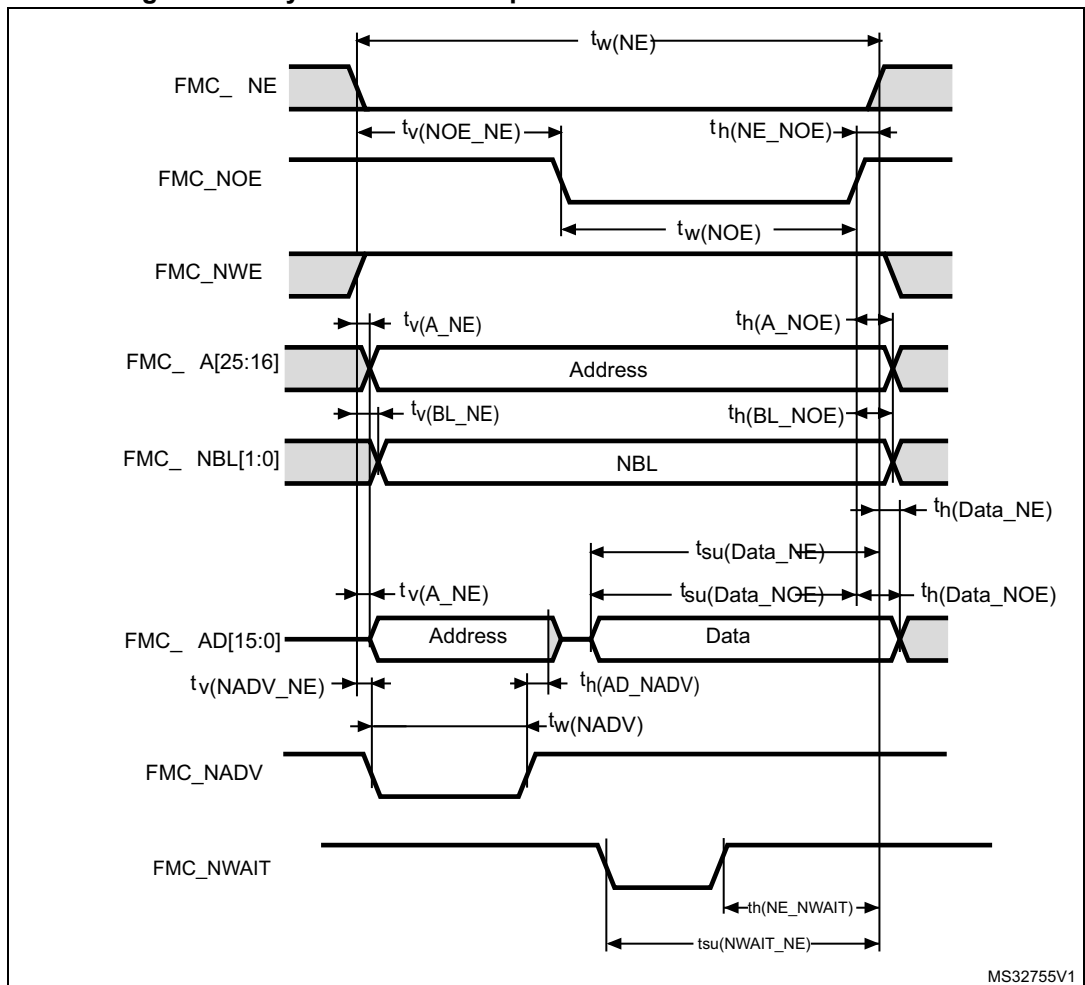 tw(NE)
FMC_ NE
tv(NOE_NE)
th(NE_NOE)
FMC_NOE
tw(NOE)
FMC_NWE
tv(A_NE)
th(A_NOE)
FMC_ A[25:16]
Address
tv(BL_NE)
th(BL_NOE)
FMC_ NBL[1:0]
NBL
th(Data_NE)
tsu(Data_NE)
tv(A_NE)
tsu(Data_NOE)
th(Data_NOE)
FMC_ AD[15:0]
Address
Data
tv(NADV_NE)
th(AD_NADV)
tw(NADV)
FMC_NADV
FMC_NWAIT
th(NE_NWAIT)
tsu(NWAIT_NE)
MS32755V1